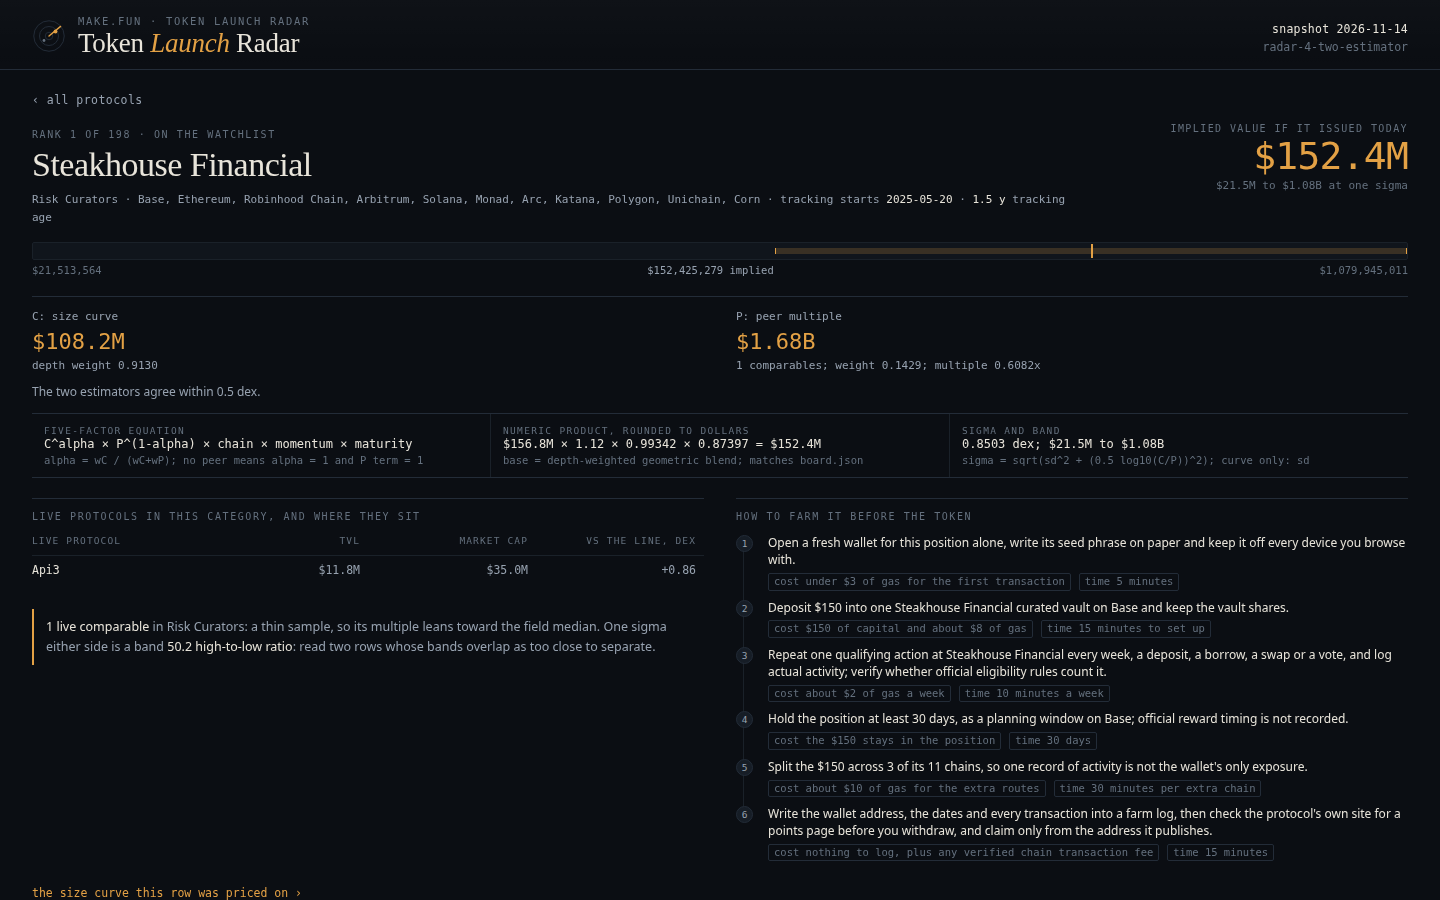 MAKE.FUN · TOKEN LAUNCH RADAR
Token Launch Radar
snapshot 2026-11-14
radar-4-two-estimator
‹ all protocols
RANK 1 OF 198 · ON THE WATCHLIST
Steakhouse Financial
Risk Curators · Base, Ethereum, Robinhood Chain, Arbitrum, Solana, Monad, Arc, Katana, Polygon, Unichain, Corn · tracking starts 2025-05-20 · 1.5 y tracking
age
IMPLIED VALUE IF IT ISSUED TODAY
$152.4M
$21.5M to $1.08B at one sigma
$21,513,564
$152,425,279 implied
$1,079,945,011
C: size curve
$108.2M
depth weight 0.9130
P: peer multiple
$1.68B
1 comparables; weight 0.1429; multiple 0.6082x
The two estimators agree within 0.5 dex.
FIVE-FACTOR EQUATION
C^alpha × P^(1-alpha) × chain × momentum × maturity
alpha = wC / (wC+wP); no peer means alpha = 1 and P term = 1
NUMERIC PRODUCT, ROUNDED TO DOLLARS
$156.8M × 1.12 × 0.99342 × 0.87397 = $152.4M
base = depth-weighted geometric blend; matches board.json
SIGMA AND BAND
0.8503 dex; $21.5M to $1.08B
sigma = sqrt(sd^2 + (0.5 log10(C/P))^2); curve only: sd
LIVE PROTOCOLS IN THIS CATEGORY, AND WHERE THEY SIT
LIVE PROTOCOL TVL MARKET CAP VS THE LINE, DEX
Api3 $11.8M $35.0M +0.86
1 live comparable in Risk Curators: a thin sample, so its multiple leans toward the field median. One sigma
either side is a band 50.2 high-to-low ratio: read two rows whose bands overlap as too close to separate.
HOW TO FARM IT BEFORE THE TOKEN
1 Open a fresh wallet for this position alone, write its seed phrase on paper and keep it off every device you browse
with.
cost under $3 of gas for the first transaction time 5 minutes
2 Deposit $150 into one Steakhouse Financial curated vault on Base and keep the vault shares.
cost $150 of capital and about $8 of gas time 15 minutes to set up
3 Repeat one qualifying action at Steakhouse Financial every week, a deposit, a borrow, a swap or a vote, and log
actual activity; verify whether official eligibility rules count it.
cost about $2 of gas a week time 10 minutes a week
4 Hold the position at least 30 days, as a planning window on Base; official reward timing is not recorded.
cost the $150 stays in the position time 30 days
5 Split the $150 across 3 of its 11 chains, so one record of activity is not the wallet's only exposure.
cost about $10 of gas for the extra routes time 30 minutes per extra chain
6 Write the wallet address, the dates and every transaction into a farm log, then check the protocol's own site for a
points page before you withdraw, and claim only from the address it publishes.
cost nothing to log, plus any verified chain transaction fee time 15 minutes
the size curve this row was priced on ›